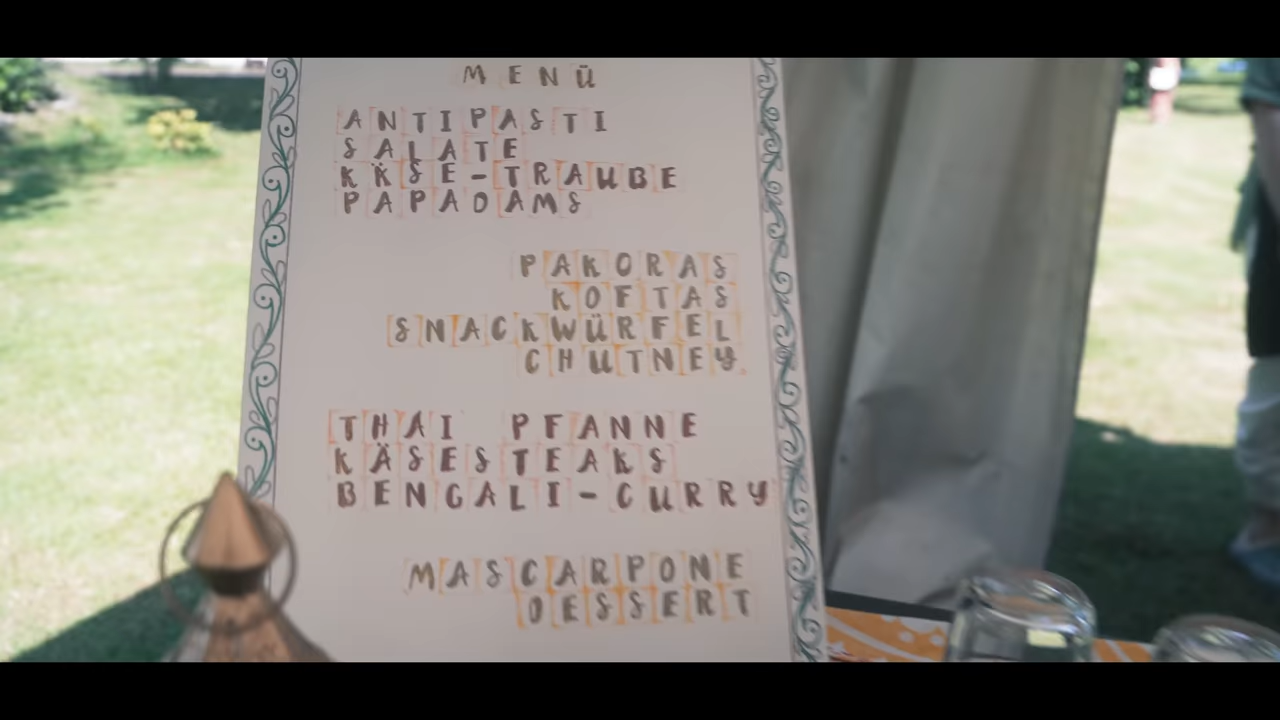 MENÜ
ANTIPASTI
SALATE
KÄSE-TRAUBE
PAPADAMS
PAKORAS
KOFTAS
SNACKWÜRFEL
CHUTNEY
THAI PFANNE
KÄSESTEAKS
BENGALI-CURRY
MASCARPONE
DESSERT